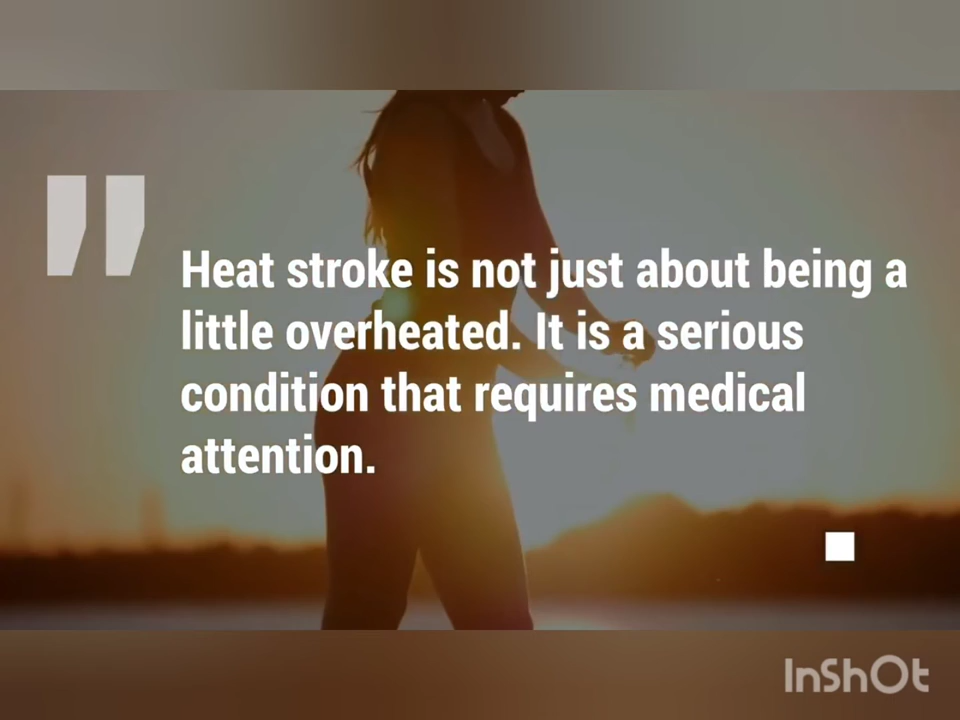 "
Heat stroke is not just about being a
little overheated. It is a serious
condition that requires medical
attention.
InShOt